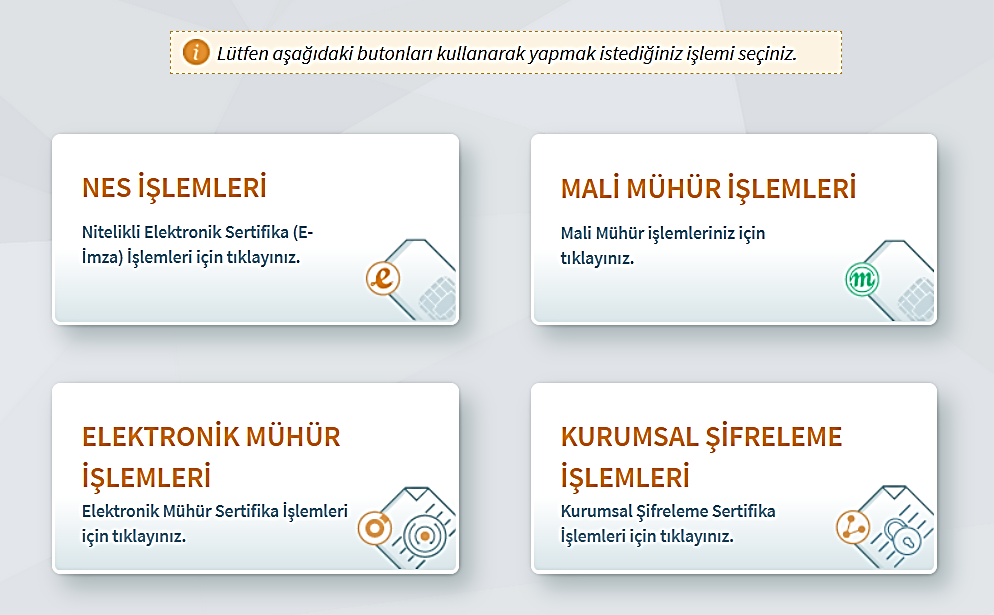 Lütfen aşağıdaki butonları kullanarak yapmak istediğiniz işlemi seçiniz.
NES İŞLEMLERİ
Nitelikli Elektronik Sertifika (E-
İmza) İşlemleri için tıklayınız.
MALİ MÜHÜR İŞLEMLERİ
Mali Mühür işlemleriniz için
tıklayınız.
ELEKTRONİK MÜHÜR
İŞLEMLERİ
Elektronik Mühür Sertifika İşlemleri
için tıklayınız.
KURUMSAL ŞİFRELEME
İŞLEMLERİ
Kurumsal Şifreleme Sertifika
İşlemleri için tıklayınız.